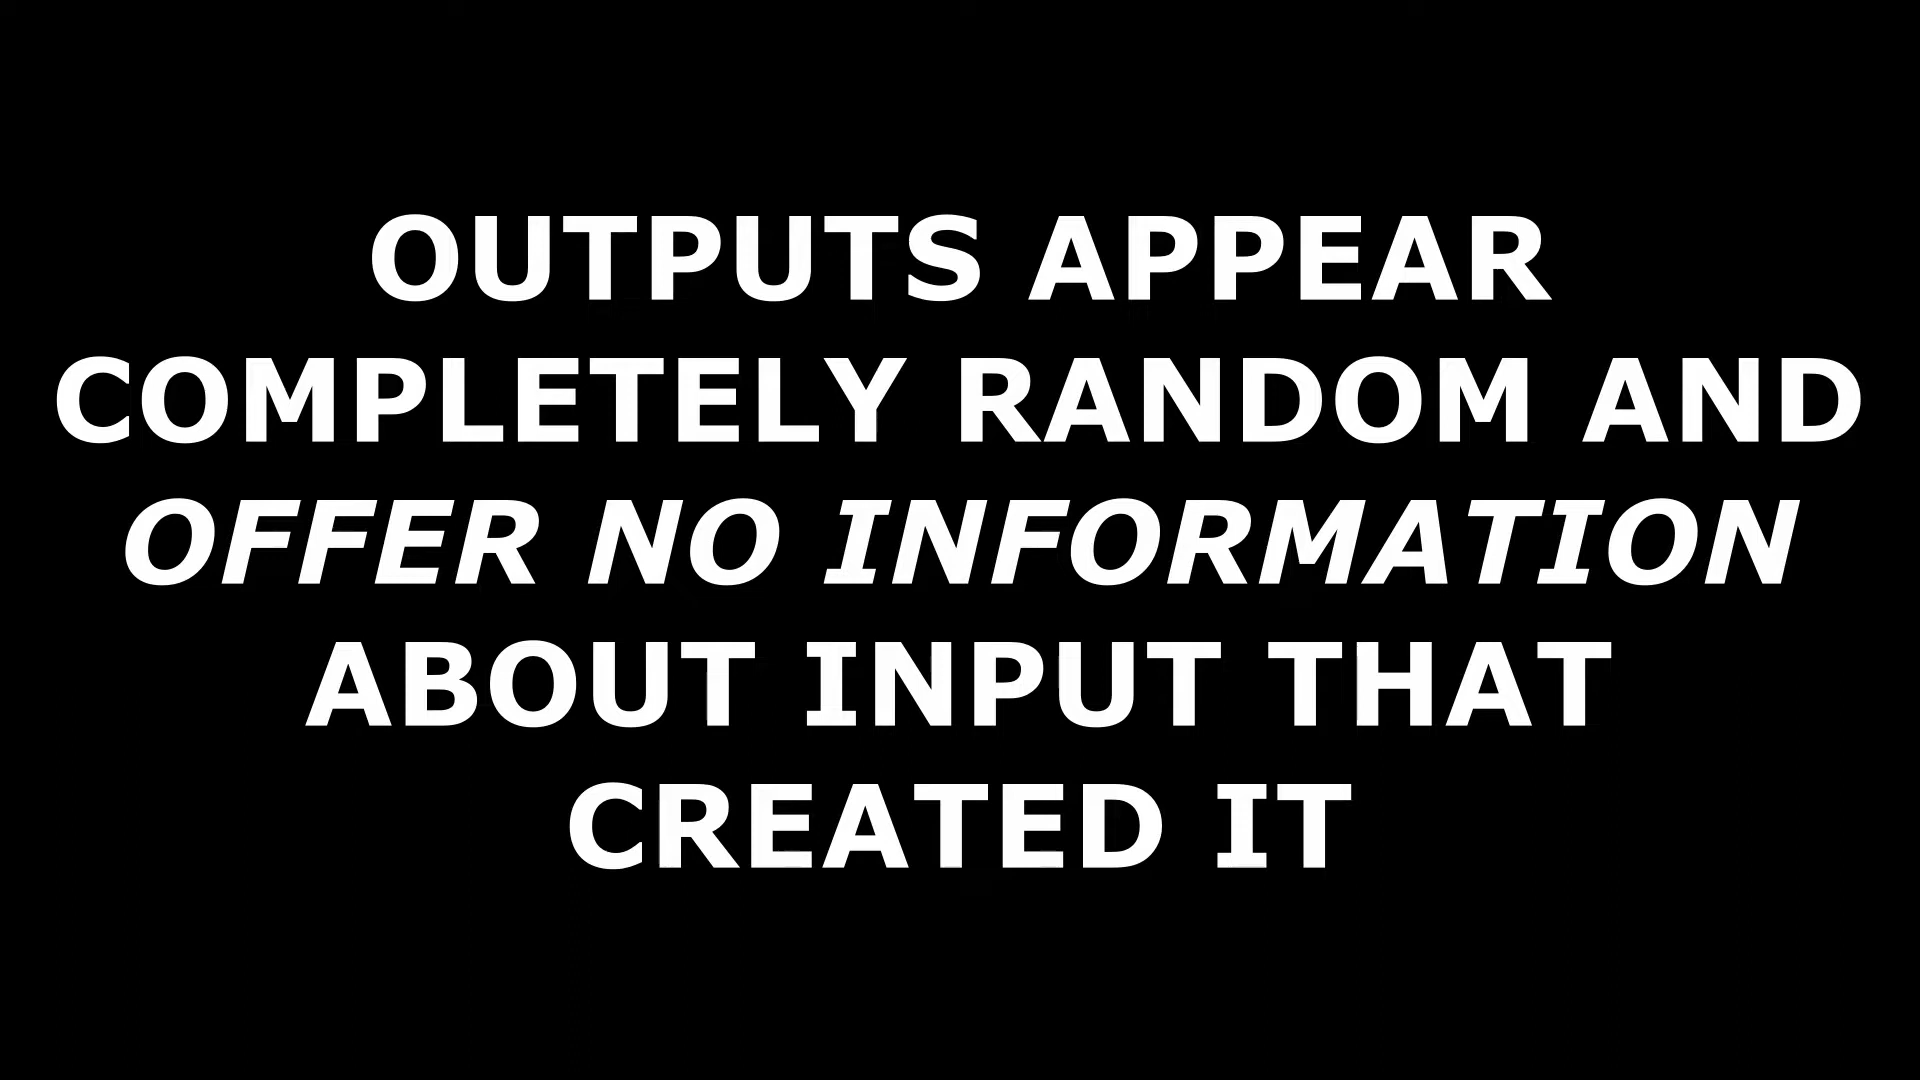 OUTPUTS APPEAR
COMPLETELY RANDOM AND
OFFER NO INFORMATION
ABOUT INPUT THAT
CREATED IT